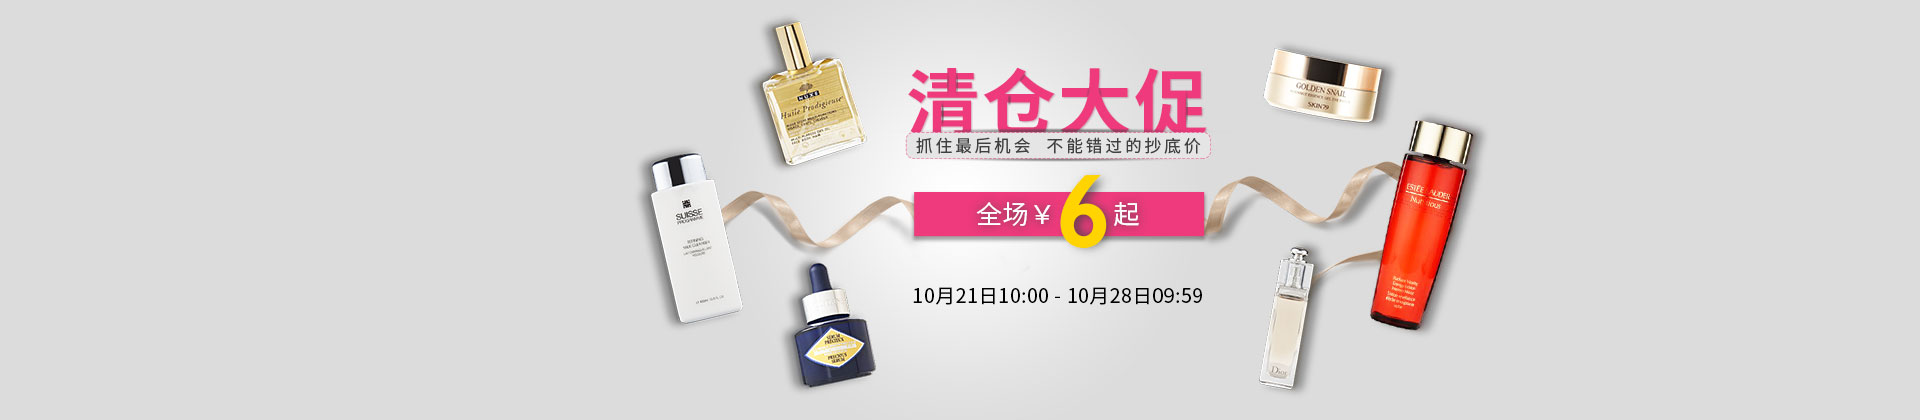 清仓大促
抓住最后机会 不能错过的抄底价
全场¥6起
10月21日10:00 - 10月28日09:59
NUXE
Huile Prodigieuse
SUISSE
PROGRAMME
GOLDEN SNAIL
SKIN79
ESTEE LAUDER
Nutritious
PRECIOUS
SERUM
Dior